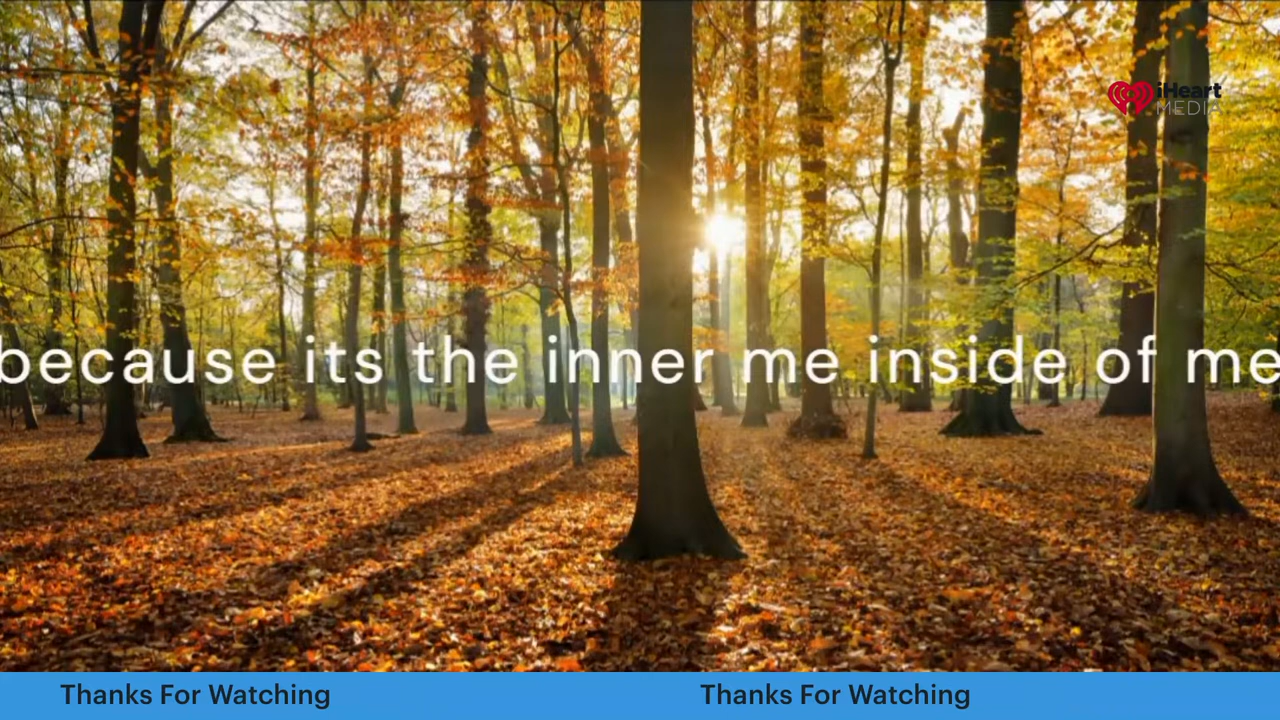 iHeart
MEDIA
because its the inner me inside of me
Thanks For Watching Thanks For Watching